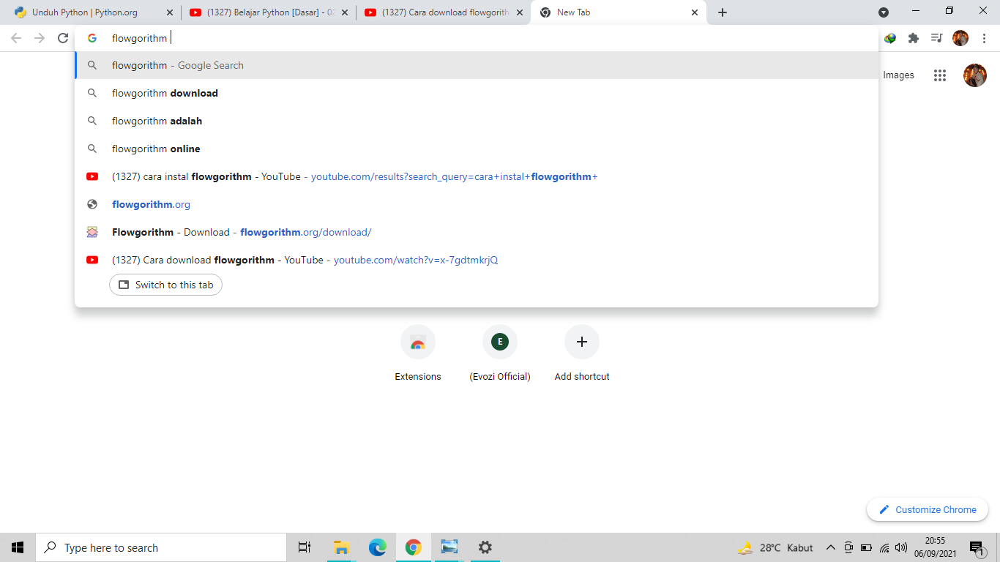 Unduh Python | Python.org
(1327) Belajar Python [Dasar] - 02
(1327) Cara download flowgorith
New Tab
flowgorithm
flowgorithm - Google Search
flowgorithm download
flowgorithm adalah
flowgorithm online
(1327) cara instal flowgorithm - YouTube - youtube.com/results?search_query=cara+instal+flowgorithm+
flowgorithm.org
Flowgorithm - Download - flowgorithm.org/download/
(1327) Cara download flowgorithm - YouTube - youtube.com/watch?v=x-7gdtmkrjQ
Switch to this tab
Images
E
Extensions
(Evozi Official)
Add shortcut
Customize Chrome
Type here to search
28°C Kabut
20:55
06/09/2021
1